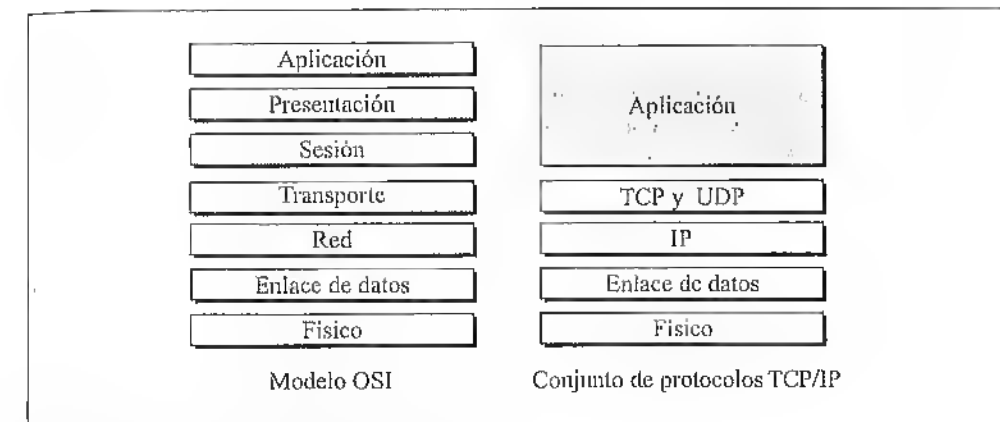 Aplicación
Presentación
Sesión
Transporte
Red
Enlace de datos
Físico
Modelo OSI
Aplicación
TCP y UDP
IP
Enlace de datos
Físico
Conjunto de protocolos TCP/IP